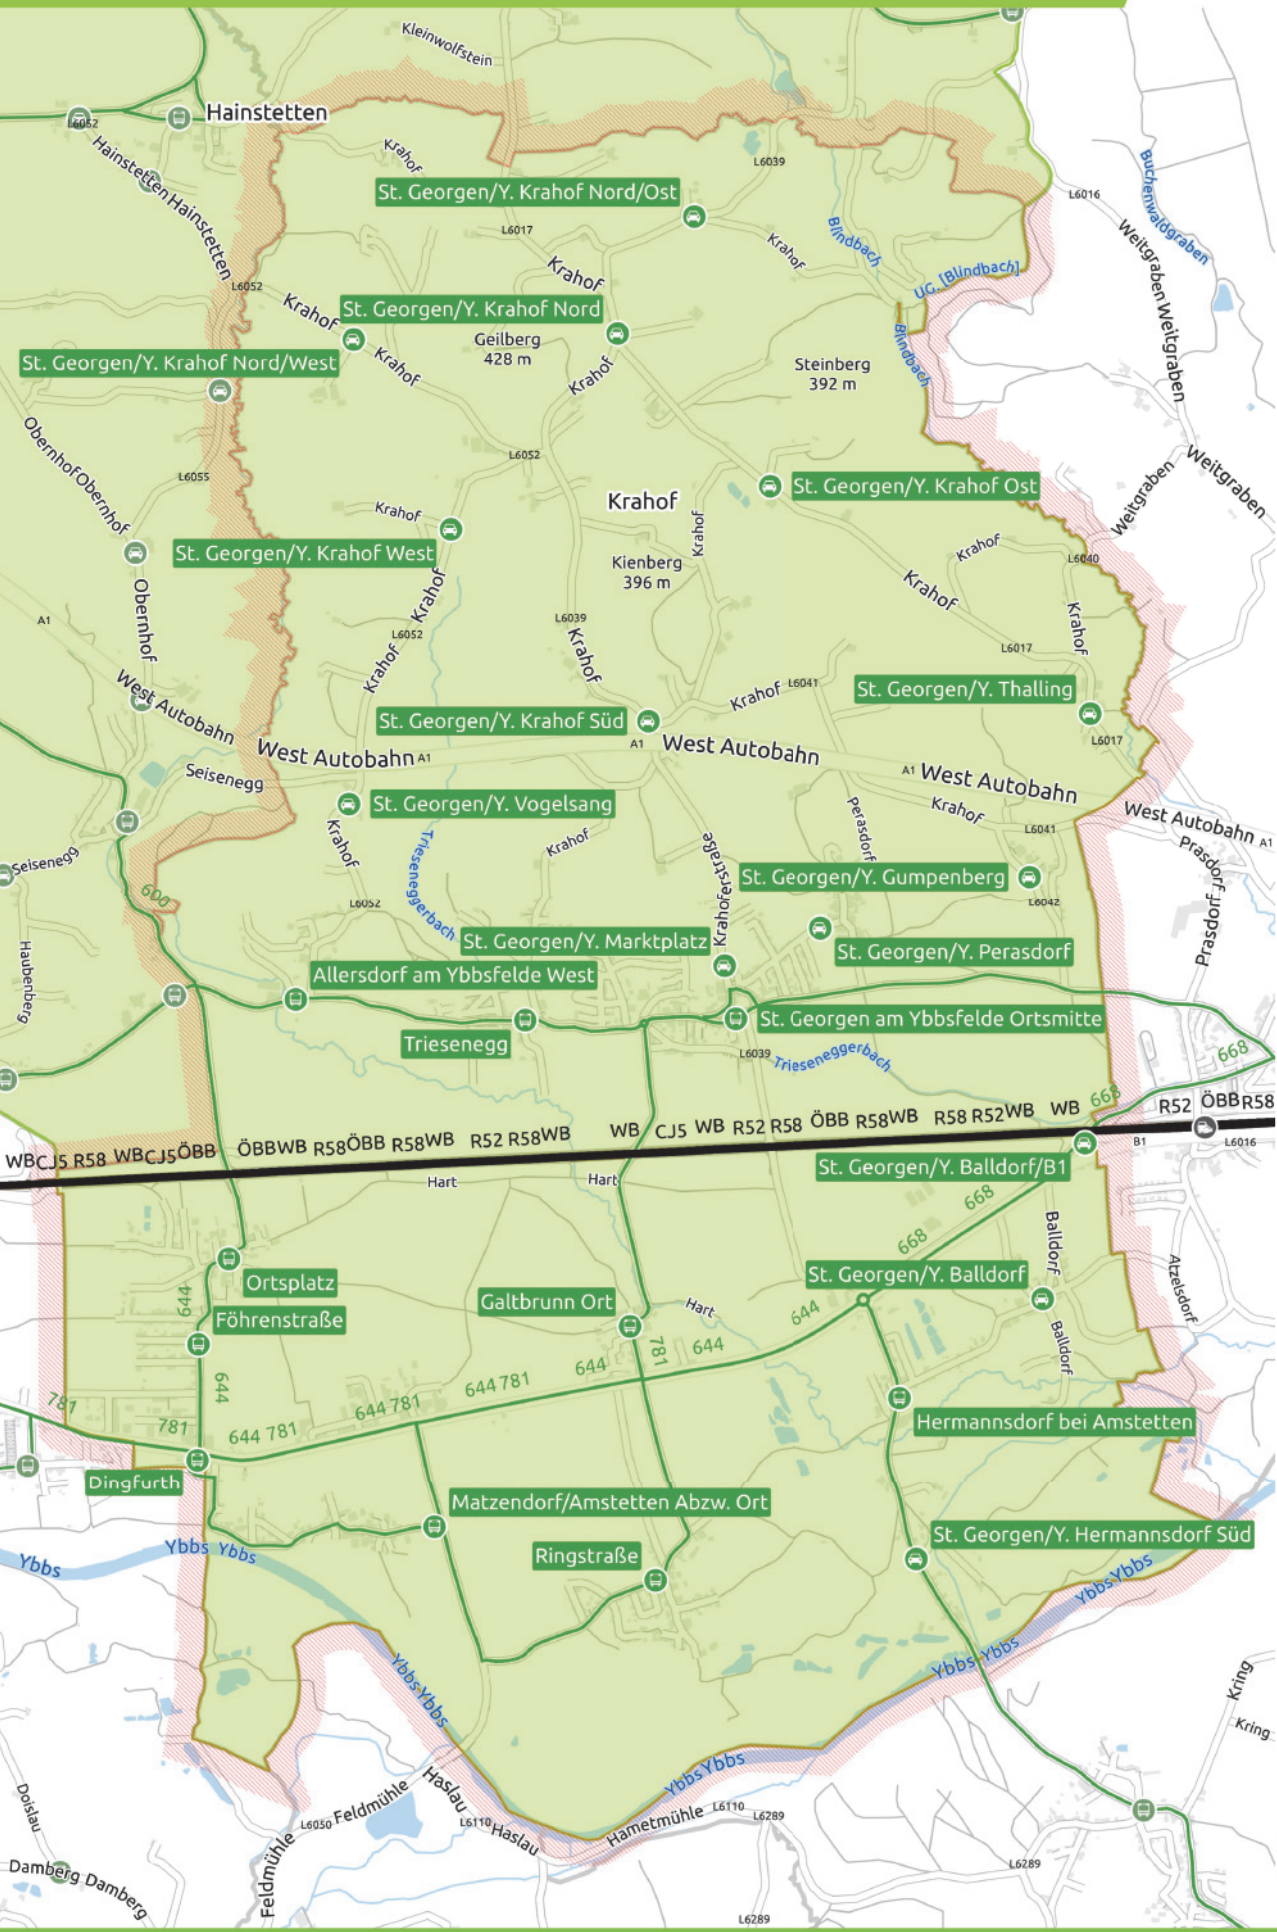 Kleinwolfstein
Hainstetten
L6052
Hainstetten
Hainstetten
Krahof
L6039
St. Georgen/Y. Krahof Nord/Ost
L6016
Buchenwaldgraben
L6017
Krahof
Blindbach
Weitgraben
Weitgraben
Krahof
UG. [Blindbach]
L6052
Krahof
St. Georgen/Y. Krahof Nord
Geilberg
428 m
St. Georgen/Y. Krahof Nord/West
Krahof
Krahof
Steinberg
392 m
Blindbach
Obernhof
Obernhof
L6055
L6052
Weitgraben
Weitgraben
St. Georgen/Y. Krahof Ost
Krahof
Krahof
Krahof
St. Georgen/Y. Krahof West
Kienberg
396 m
Krahof
L6040
Obernhof
Krahof
Krahof
Krahof
A1
L6052
L6039
Krahof
L6017
Krahof
West Autobahn
Krahof
L6041
St. Georgen/Y. Thalling
St. Georgen/Y. Krahof Süd
L6017
West Autobahn
A1
A1
West Autobahn
A1
West Autobahn
Seisenegg
St. Georgen/Y. Vogelsang
Krahof
West Autobahn
A1
Krahof
Trieseneggerbach
Krahof
Perasdorf
L6041
Prasdorf
Seisenegg
600
L6052
Krahoferstraße
St. Georgen/Y. Gumpenberg
L6042
Prasdorf
Haubenberg
St. Georgen/Y. Marktplatz
St. Georgen/Y. Perasdorf
Allersdorf am Ybbsfelde West
Triesenegg
St. Georgen am Ybbsfelde Ortsmitte
L6039
Trieseneggerbach
668
668
WB
CJ5
R58
WB
CJ5
ÖBB
ÖBB
WB
R58
ÖBB
R58
WB
R52
R58
WB
WB
CJ5
WB
R52
R58
ÖBB
R58
WB
R58
R52
WB
WB
R52
ÖBB
R58
B1
L6016
St. Georgen/Y. Balldorf/B1
Hart
Hart
668
668
Balldorf
Ortsplatz
St. Georgen/Y. Balldorf
Atzelsdorf
644
Föhrenstraße
Galtbrunn Ort
Hart
644
Balldorf
781
644
644
644
644 781
644 781
644 781
781
781
Hermannsdorf bei Amstetten
Dingfurth
Matzendorf/Amstetten Abzw. Ort
St. Georgen/Y. Hermannsdorf Süd
Ringstraße
Ybbs
Ybbs
Ybbs
Ybbs
Ybbs
Ybbs
Ybbs
Ybbs
Ybbs
Kring
Kring
Ybbs
Ybbs
Doislau
Haslau
Feldmühle
L6050
L6110
Haslau
Hametmühle
L6110
L6289
Feldmühle
L6289
Damberg
Damberg
L6289